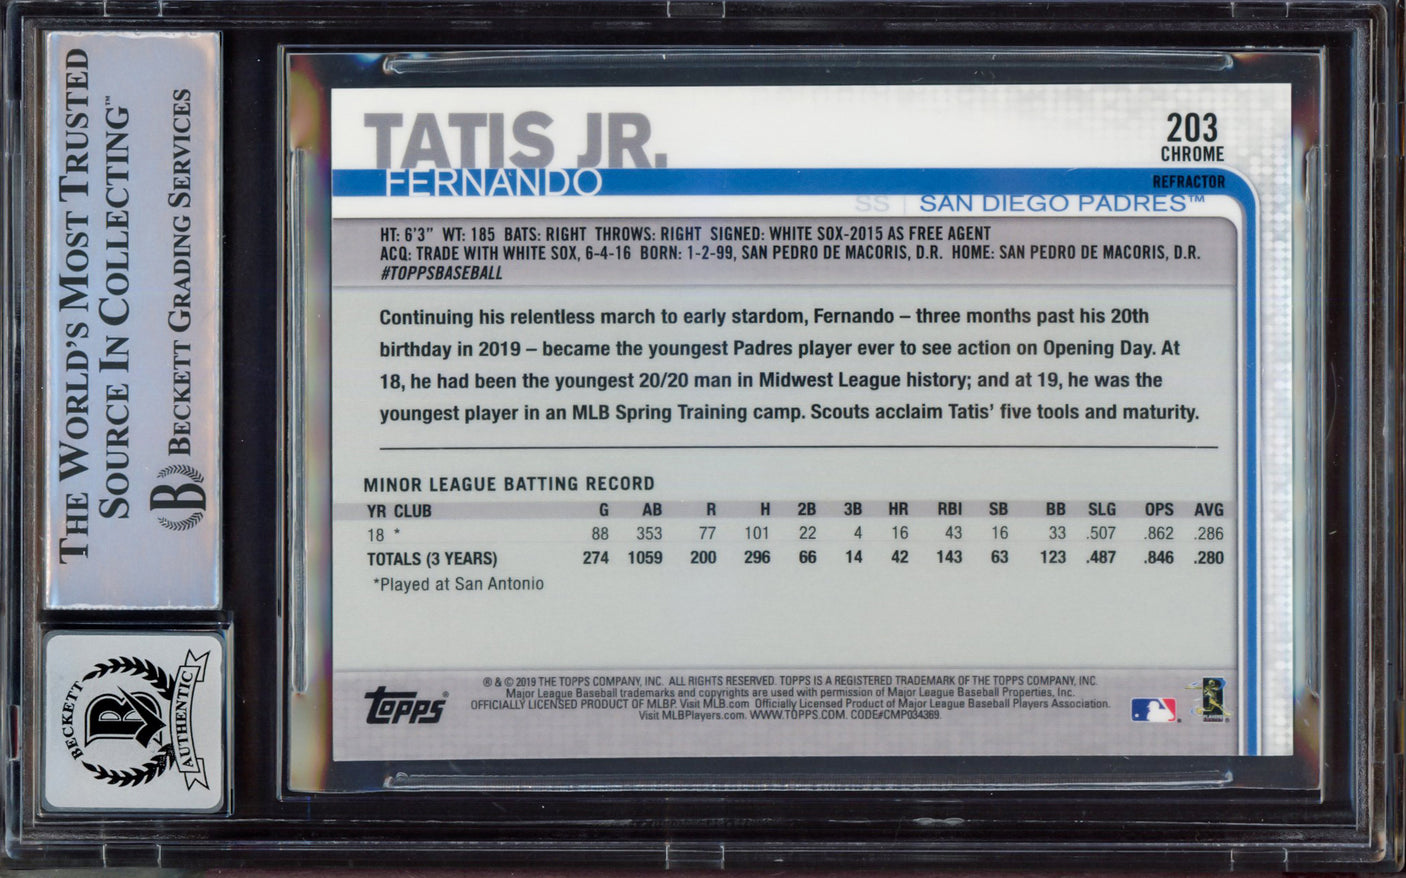 THE WORLD'S MOST TRUSTED
SOURCE IN COLLECTING™
BECKETT GRADING SERVICES
B
BECKETT
B
AUTHENTIC
TATIS JR.
FERNANDO
203
CHROME
REFRACTOR
SS | SAN DIEGO PADRES™
HT: 6'3" WT: 185 BATS: RIGHT THROWS: RIGHT SIGNED: WHITE SOX-2015 AS FREE AGENT
ACQ: TRADE WITH WHITE SOX, 6-4-16 BORN: 1-2-99, SAN PEDRO DE MACORIS, D.R. HOME: SAN PEDRO DE MACORIS, D.R.
#TOPPSBASEBALL
Continuing his relentless march to early stardom, Fernando – three months past his 20th
birthday in 2019 – became the youngest Padres player ever to see action on Opening Day. At
18, he had been the youngest 20/20 man in Midwest League history; and at 19, he was the
youngest player in an MLB Spring Training camp. Scouts acclaim Tatis' five tools and maturity.
MINOR LEAGUE BATTING RECORD
YR CLUB G AB R H 2B 3B HR RBI SB BB SLG OPS AVG
18 * 88 353 77 101 22 4 16 43 16 33 .507 .862 .286
TOTALS (3 YEARS) 274 1059 200 296 66 14 42 143 63 123 .487 .846 .280
*Played at San Antonio
Topps®
® & © 2019 THE TOPPS COMPANY, INC. ALL RIGHTS RESERVED. TOPPS IS A REGISTERED TRADEMARK OF THE TOPPS COMPANY, INC.
Major League Baseball trademarks and copyrights are used with permission of Major League Baseball Properties, Inc.
OFFICIALLY LICENSED PRODUCT OF MLBP. Visit MLB.com Officially Licensed Product of Major League Baseball Players Association.
Visit MLBPlayers.com. WWW.TOPPS.COM. CODE#CMP034369.